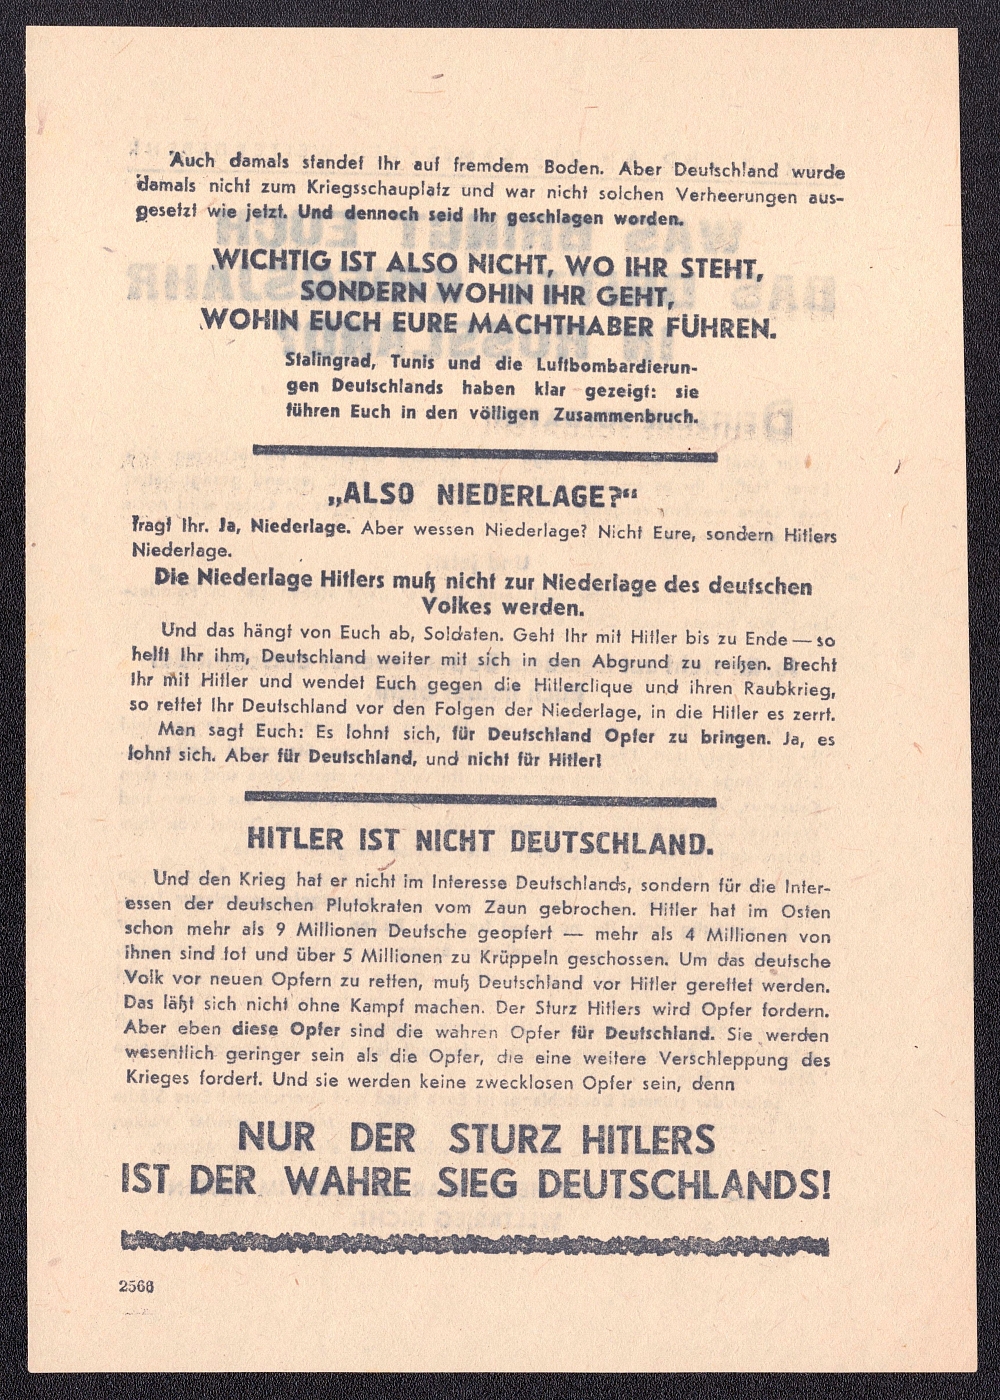 Auch damals standet Ihr auf fremdem Boden. Aber Deutschland wurde
damals nicht zum Kriegsschauplatz und war nicht solchen Verheerungen aus-
gesetzt wie jetzt. Und dennoch seid Ihr geschlagen worden.
WICHTIG IST ALSO NICHT, WO IHR STEHT,
SONDERN WOHIN IHR GEHT,
WOHIN EUCH EURE MACHTHABER FÜHREN.
Stalingrad, Tunis und die Luftbombardierun-
gen Deutschlands haben klar gezeigt: sie
führen Euch in den völligen Zusammenbruch.
„ALSO NIEDERLAGE?“
fragt Ihr. Ja, Niederlage. Aber wessen Niederlage? Nicht Eure, sondern Hitlers
Niederlage.
Die Niederlage Hitlers muß nicht zur Niederlage des deutschen
Volkes werden.
Und das hängt von Euch ab, Soldaten. Geht Ihr mit Hitler bis zu Ende — so
helft Ihr ihm, Deutschland weiter mit sich in den Abgrund zu reißen. Brecht
Ihr mit Hitler und wendet Euch gegen die Hitlerclique und ihren Raubkrieg,
so rettet Ihr Deutschland vor den Folgen der Niederlage, in die Hitler es zerrt.
Man sagt Euch: Es lohnt sich, für Deutschland Opfer zu bringen. Ja, es
lohnt sich. Aber für Deutschland, und nicht für Hitler!
HITLER IST NICHT DEUTSCHLAND.
Und den Krieg hat er nicht im Interesse Deutschlands, sondern für die Inter-
essen der deutschen Plutokraten vom Zaun gebrochen. Hitler hat im Osten
schon mehr als 9 Millionen Deutsche geopfert — mehr als 4 Millionen von
ihnen sind tot und über 5 Millionen zu Krüppeln geschossen. Um das deutsche
Volk vor neuen Opfern zu retten, muß Deutschland vor Hitler gerettet werden.
Das läßt sich nicht ohne Kampf machen. Der Sturz Hitlers wird Opfer fordern.
Aber eben diese Opfer sind die wahren Opfer für Deutschland. Sie werden
wesentlich geringer sein als die Opfer, die eine weitere Verschleppung des
Krieges fordert. Und sie werden keine zwecklosen Opfer sein, denn
NUR DER STURZ HITLERS
IST DER WAHRE SIEG DEUTSCHLANDS!
2568